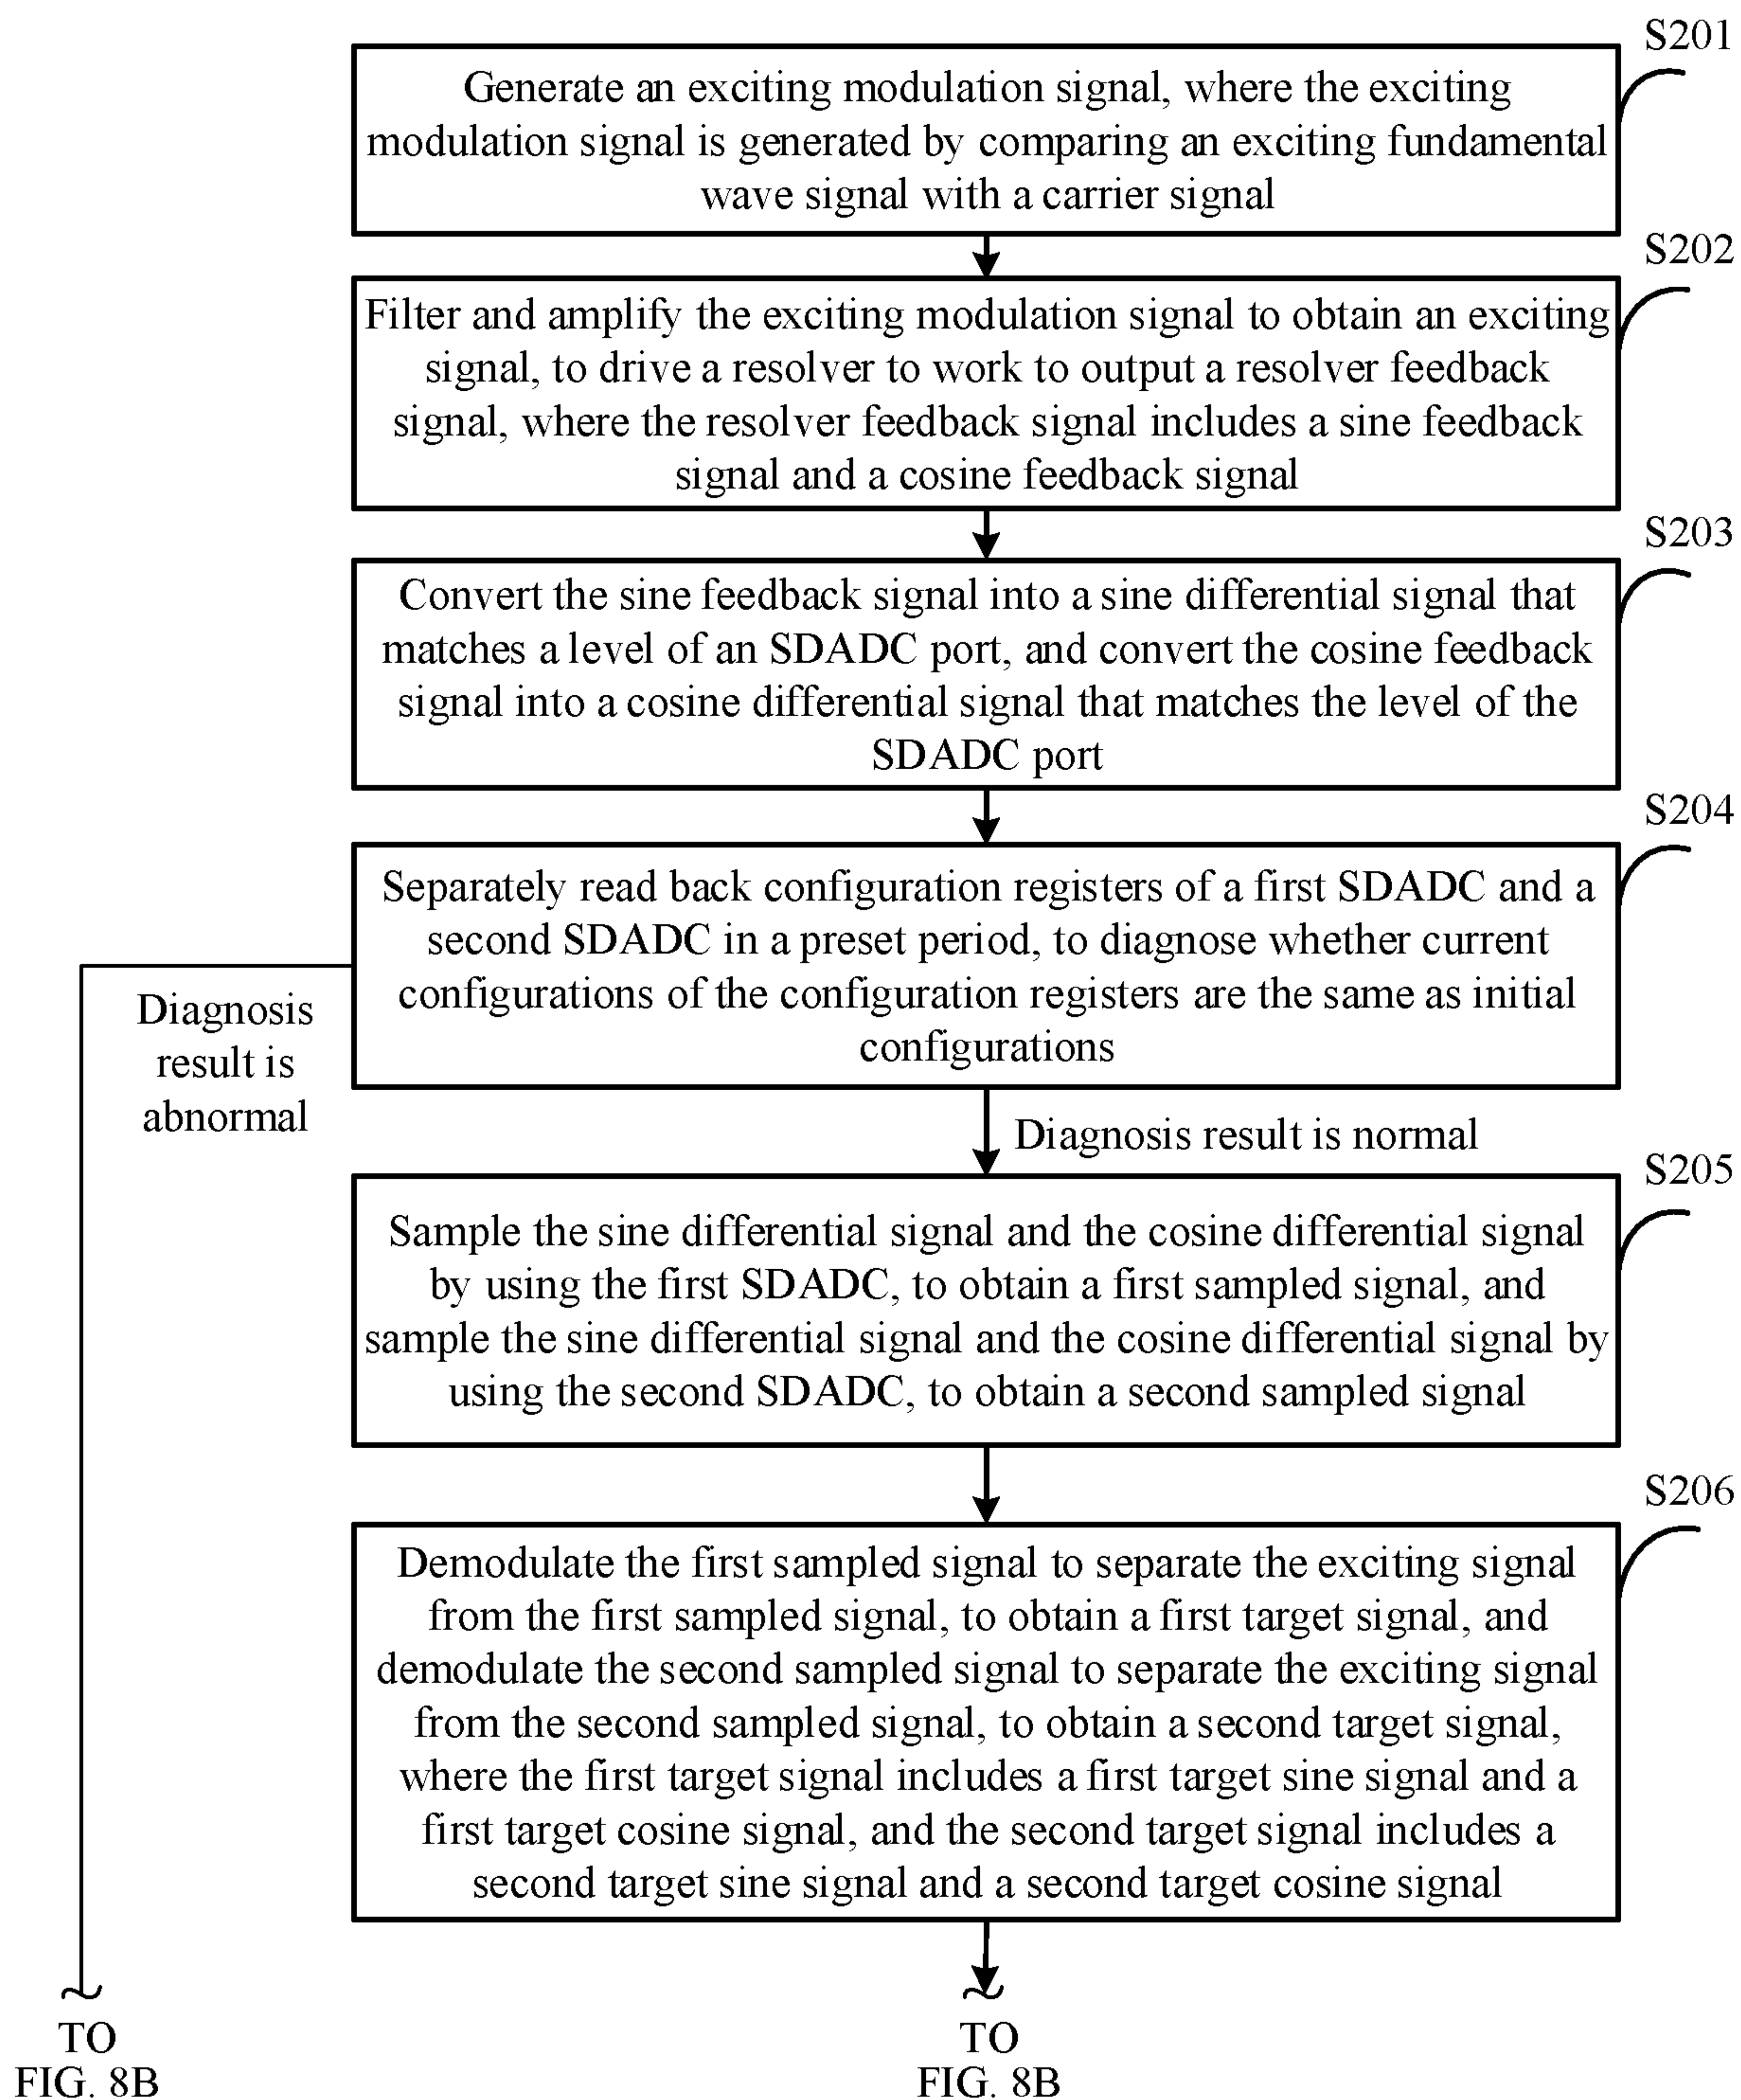 S201
Generate an exciting modulation signal, where the exciting
modulation signal is generated by comparing an exciting fundamental
wave signal with a carrier signal
S202
Filter and amplify the exciting modulation signal to obtain an exciting
signal, to drive a resolver to work to output a resolver feedback
signal, where the resolver feedback signal includes a sine feedback
signal and a cosine feedback signal
S203
Convert the sine feedback signal into a sine differential signal that
matches a level of an SDADC port, and convert the cosine feedback
signal into a cosine differential signal that matches the level of the
SDADC port
S204
Separately read back configuration registers of a first SDADC and a
second SDADC in a preset period, to diagnose whether current
configurations of the configuration registers are the same as initial
configurations
Diagnosis
result is
abnormal
Diagnosis result is normal
S205
Sample the sine differential signal and the cosine differential signal
by using the first SDADC, to obtain a first sampled signal, and
sample the sine differential signal and the cosine differential signal by
using the second SDADC, to obtain a second sampled signal
S206
Demodulate the first sampled signal to separate the exciting signal
from the first sampled signal, to obtain a first target signal, and
demodulate the second sampled signal to separate the exciting signal
from the second sampled signal, to obtain a second target signal,
where the first target signal includes a first target sine signal and a
first target cosine signal, and the second target signal includes a
second target sine signal and a second target cosine signal
TO
FIG. 8B
TO
FIG. 8B